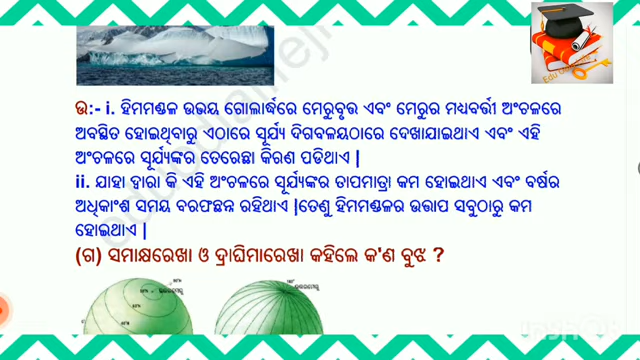 ଉ:- i. ହିମମଣ୍ଡଳ ଉଭୟ ଗୋଲାର୍ଦ୍ଧରେ ମେରୁବୃତ୍ତ ଏବଂ ମେରୁର ମଧ୍ୟବର୍ତ୍ତୀ ଅଂଚଳରେ
ଅବସ୍ଥିତ ହୋଇଥିବାରୁ ଏଠାରେ ସୂର୍ଯ୍ୟ ଦିଗବଳୟଠାରେ ଦେଖାଯାଇଥାଏ ଏବଂ ଏହି
ଅଂଚଳରେ ସୂର୍ଯ୍ୟଙ୍କର ତେରେଛା କିରଣ ପଡିଥାଏ |
ii. ଯାହା ଦ୍ୱାରା କି ଏହି ଅଂଚଳରେ ସୂର୍ଯ୍ୟଙ୍କର ତାପମାତ୍ରା କମ ହୋଇଥାଏ ଏବଂ ବର୍ଷର
ଅଧିକାଂଶ ସମୟ ବରଫଛନ୍ନ ରହିଥାଏ |ତେଣୁ ହିମମଣ୍ଡଳର ଉତ୍ତାପ ସବୁଠାରୁ କମ
ହୋଇଥାଏ |
(ଗ) ସମାକ୍ଷରେଖା ଓ ଦ୍ରାଘିମାରେଖା କହିଲେ କ'ଣ ବୁଝ ?